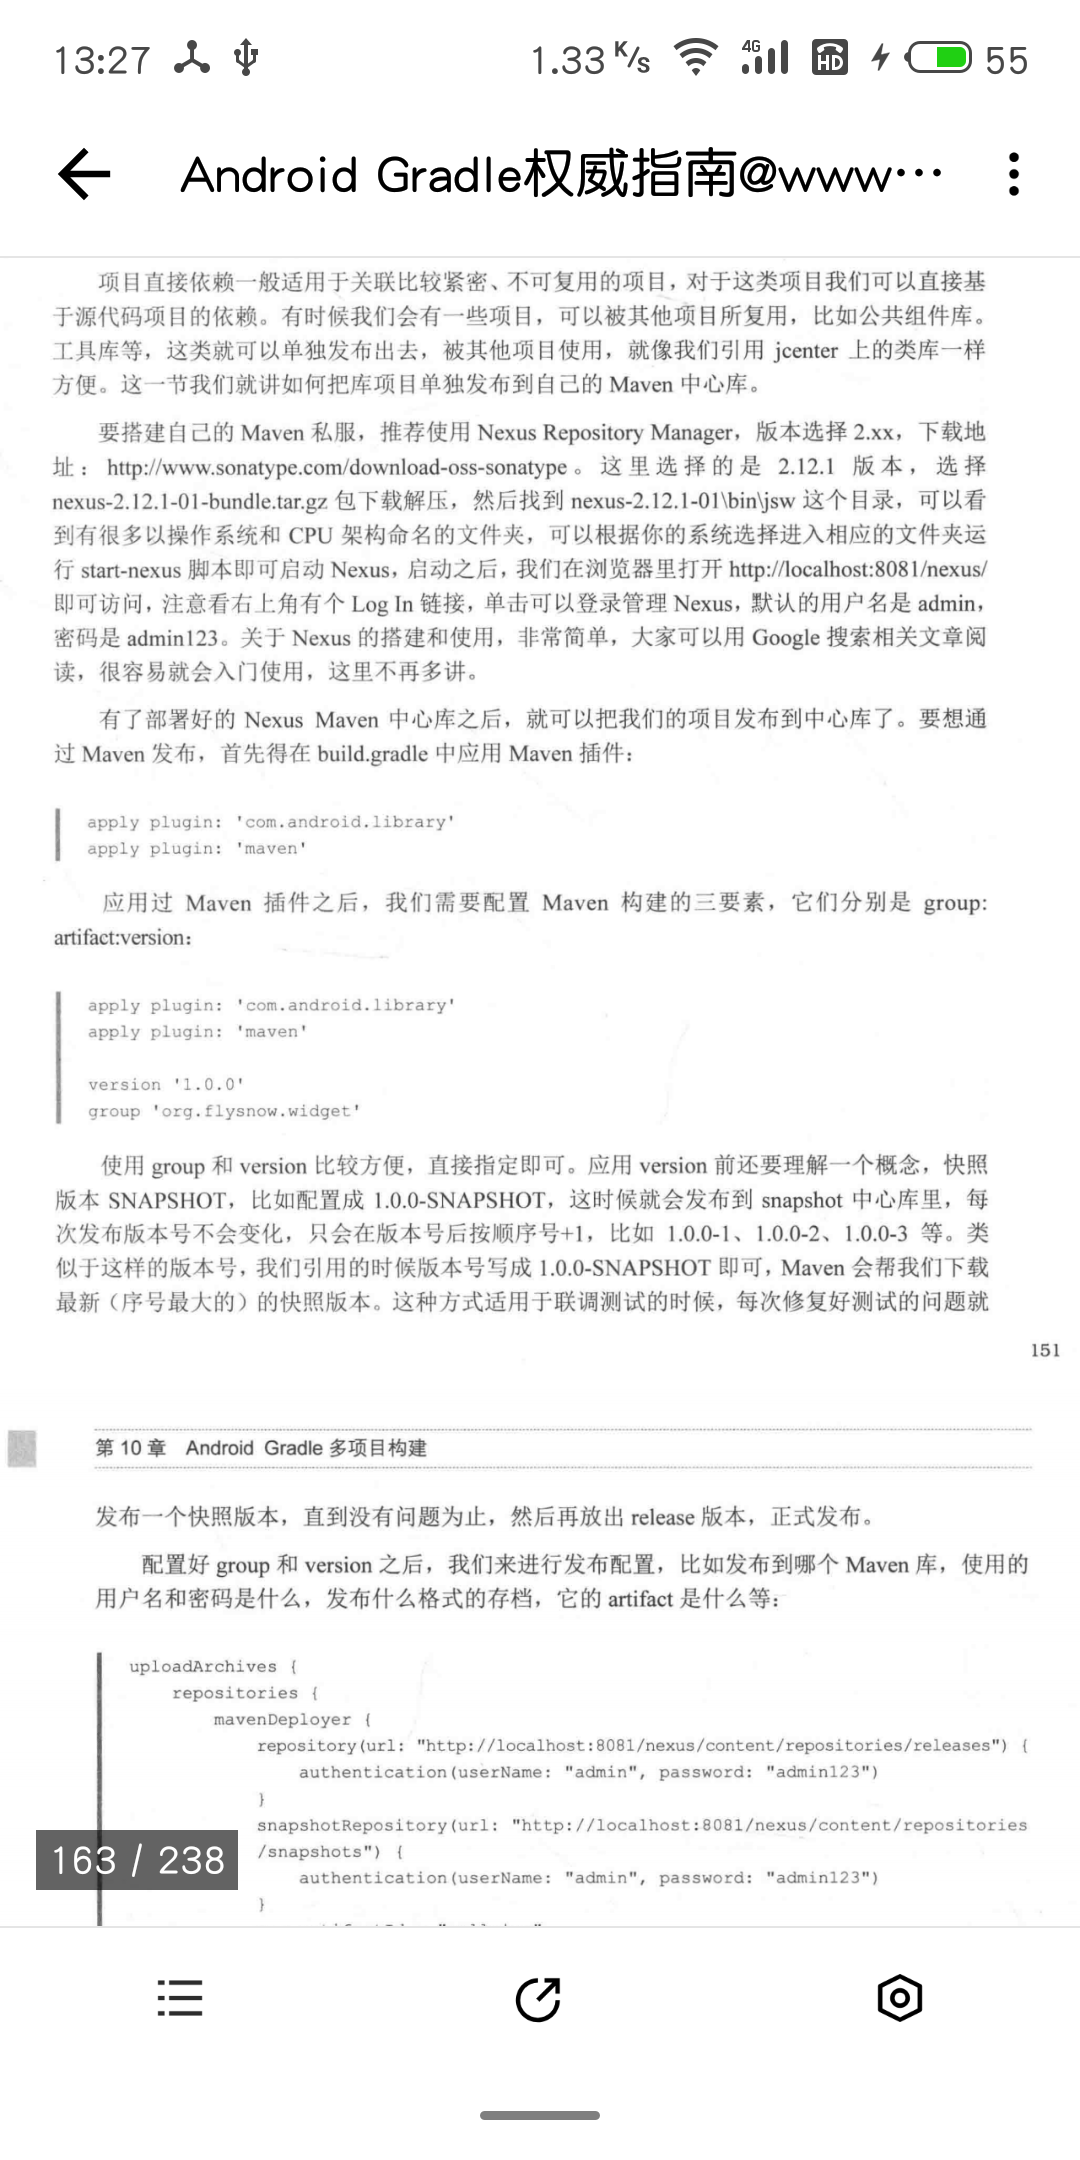 13:27
1.33 K/s 4G HD 55
Android Gradle权威指南@www…
项目直接依赖一般适用于关联比较紧密、不可复用的项目，对于这类项目我们可以直接基
于源代码项目的依赖。有时候我们会有一些项目，可以被其他项目所复用，比如公共组件库。
工具库等，这类就可以单独发布出去，被其他项目使用，就像我们引用 jcenter 上的类库一样
方便。这一节我们就讲如何把库项目单独发布到自己的 Maven 中心库。
要搭建自己的 Maven 私服，推荐使用 Nexus Repository Manager，版本选择 2.xx，下载地
址：http://www.sonatype.com/download-oss-sonatype。这里选择的是 2.12.1 版本，选择
nexus-2.12.1-01-bundle.tar.gz 包下载解压，然后找到 nexus-2.12.1-01\bin\jsw 这个目录，可以看
到有很多以操作系统和 CPU 架构命名的文件夹，可以根据你的系统选择进入相应的文件夹运
行 start-nexus 脚本即可启动 Nexus，启动之后，我们在浏览器里打开 http://localhost:8081/nexus/
即可访问，注意看右上角有个 Log In 链接，单击可以登录管理 Nexus，默认的用户名是 admin，
密码是 admin123。关于 Nexus 的搭建和使用，非常简单，大家可以用 Google 搜索相关文章阅
读，很容易就会入门使用，这里不再多讲。
有了部署好的 Nexus Maven 中心库之后，就可以把我们的项目发布到中心库了。要想通
过 Maven 发布，首先得在 build.gradle 中应用 Maven 插件：
apply plugin: 'com.android.library'
apply plugin: 'maven'
应用过 Maven 插件之后，我们需要配置 Maven 构建的三要素，它们分别是 group:
artifact:version：
apply plugin: 'com.android.library'
apply plugin: 'maven'
version '1.0.0'
group 'org.flysnow.widget'
使用 group 和 version 比较方便，直接指定即可。应用 version 前还要理解一个概念，快照
版本 SNAPSHOT，比如配置成 1.0.0-SNAPSHOT，这时候就会发布到 snapshot 中心库里，每
次发布版本号不会变化，只会在版本号后按顺序号+1，比如 1.0.0-1、1.0.0-2、1.0.0-3 等。类
似于这样的版本号，我们引用的时候版本号写成 1.0.0-SNAPSHOT 即可，Maven 会帮我们下载
最新（序号最大的）的快照版本。这种方式适用于联调测试的时候，每次修复好测试的问题就
151
第 10 章 Android Gradle 多项目构建
发布一个快照版本，直到没有问题为止，然后再放出 release 版本，正式发布。
配置好 group 和 version 之后，我们来进行发布配置，比如发布到哪个 Maven 库，使用的
用户名和密码是什么，发布什么格式的存档，它的 artifact 是什么等：
uploadArchives {
repositories {
mavenDeployer {
repository(url: "http://localhost:8081/nexus/content/repositories/releases") {
authentication(userName: "admin", password: "admin123")
}
snapshotRepository(url: "http://localhost:8081/nexus/content/repositories
/snapshots") {
authentication(userName: "admin", password: "admin123")
}
163 / 238